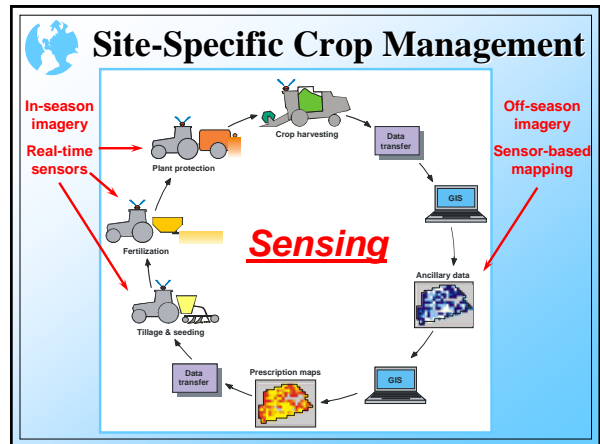 Site-Specific Crop Management
In-season
imagery
Real-time
sensors
Off-season
imagery
Sensor-based
mapping
Crop harvesting
Data
transfer
Plant protection
GIS
Fertilization
Sensing
Ancillary data
Tillage & seeding
Data
transfer
Prescription maps
GIS